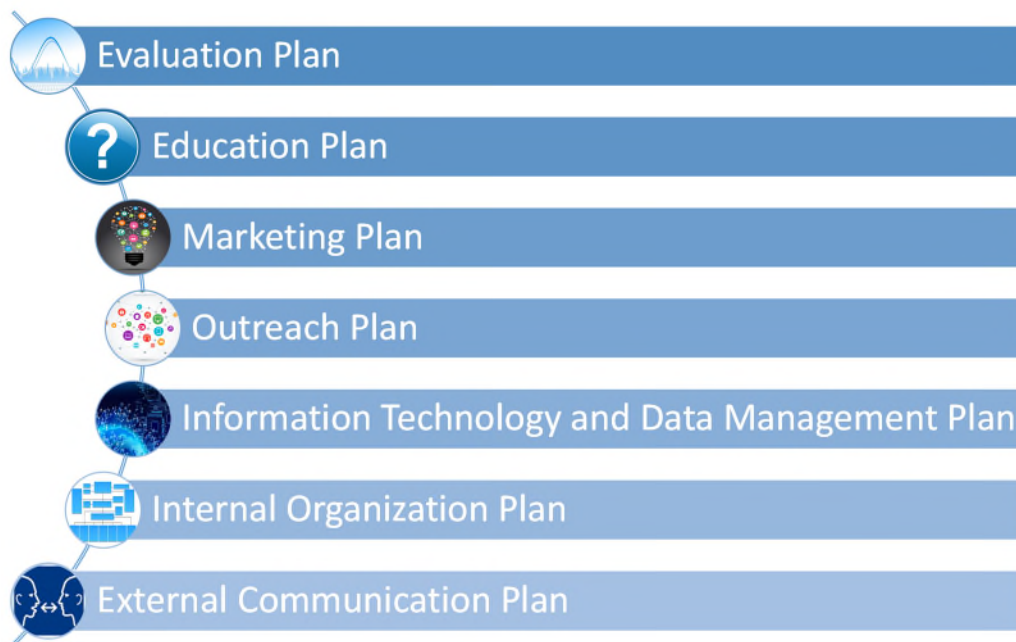 Evaluation Plan
?
Education Plan
Marketing Plan
Outreach Plan
Information Technology and Data Management Plan
Internal Organization Plan
External Communication Plan